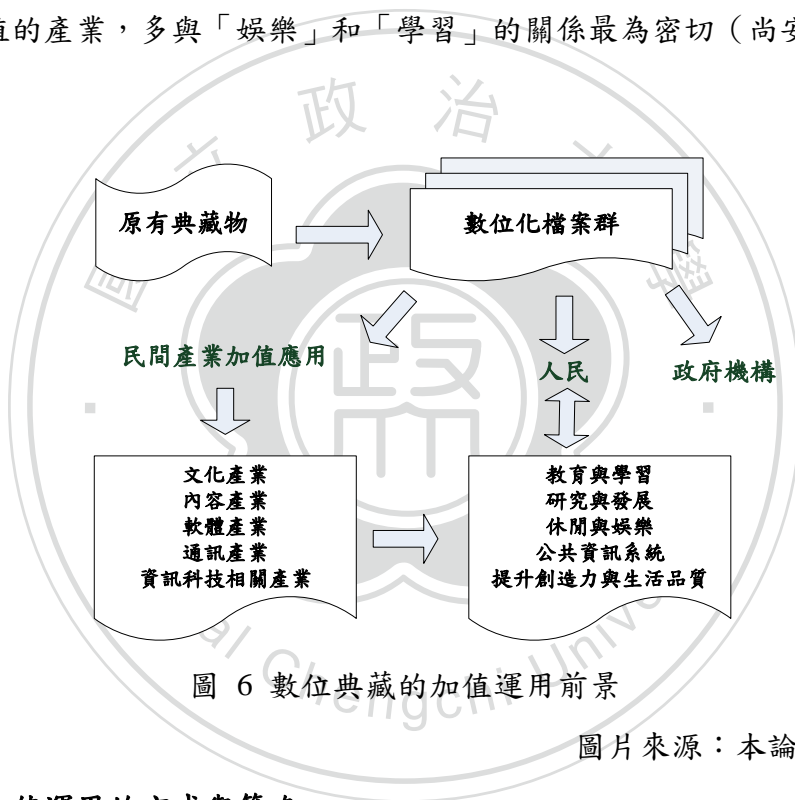 值的產業,多與「娛樂」和「學習」的關係最為密切(尚安
原有典藏物
數位化檔案群
民間產業加值應用
人民
政府機構
文化產業
內容產業
軟體產業
通訊產業
資訊科技相關產業
教育與學習
研究與發展
休閒與娛樂
公共資訊系統
提升創造力與生活品質
圖 6 數位典藏的加值運用前景
圖片來源:本論